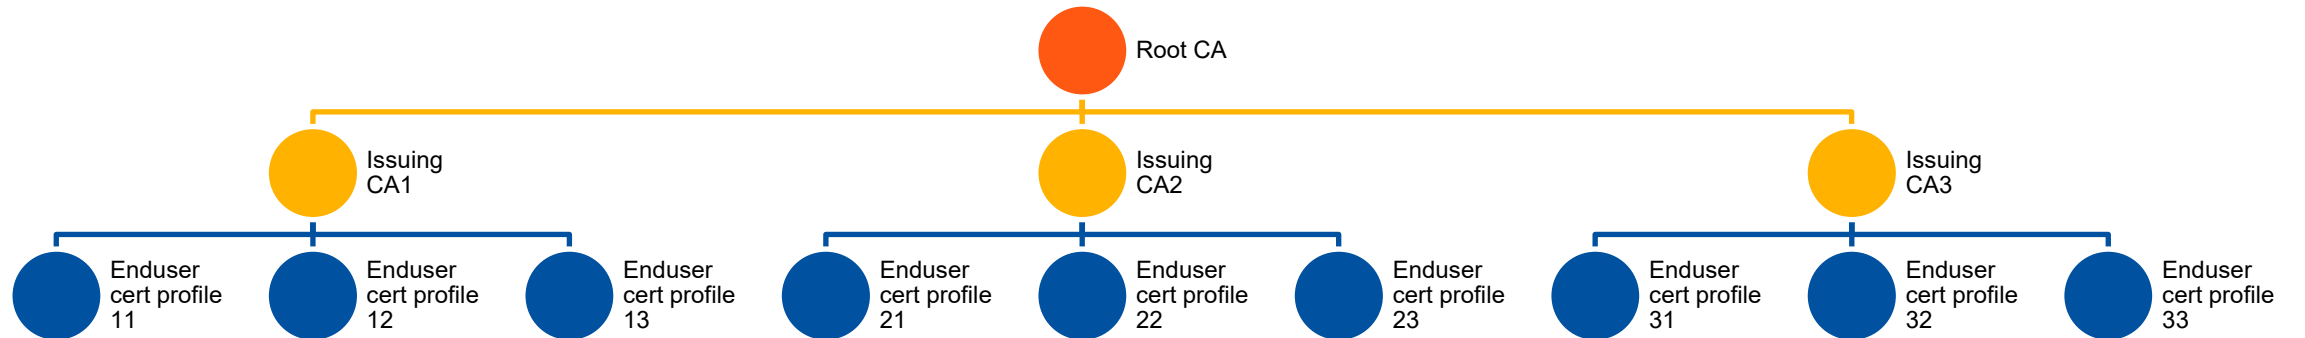 Root CA
Issuing
CA1
Issuing
CA2
Issuing
CA3
Enduser
cert profile
11
Enduser
cert profile
12
Enduser
cert profile
13
Enduser
cert profile
21
Enduser
cert profile
22
Enduser
cert profile
23
Enduser
cert profile
31
Enduser
cert profile
32
Enduser
cert profile
33